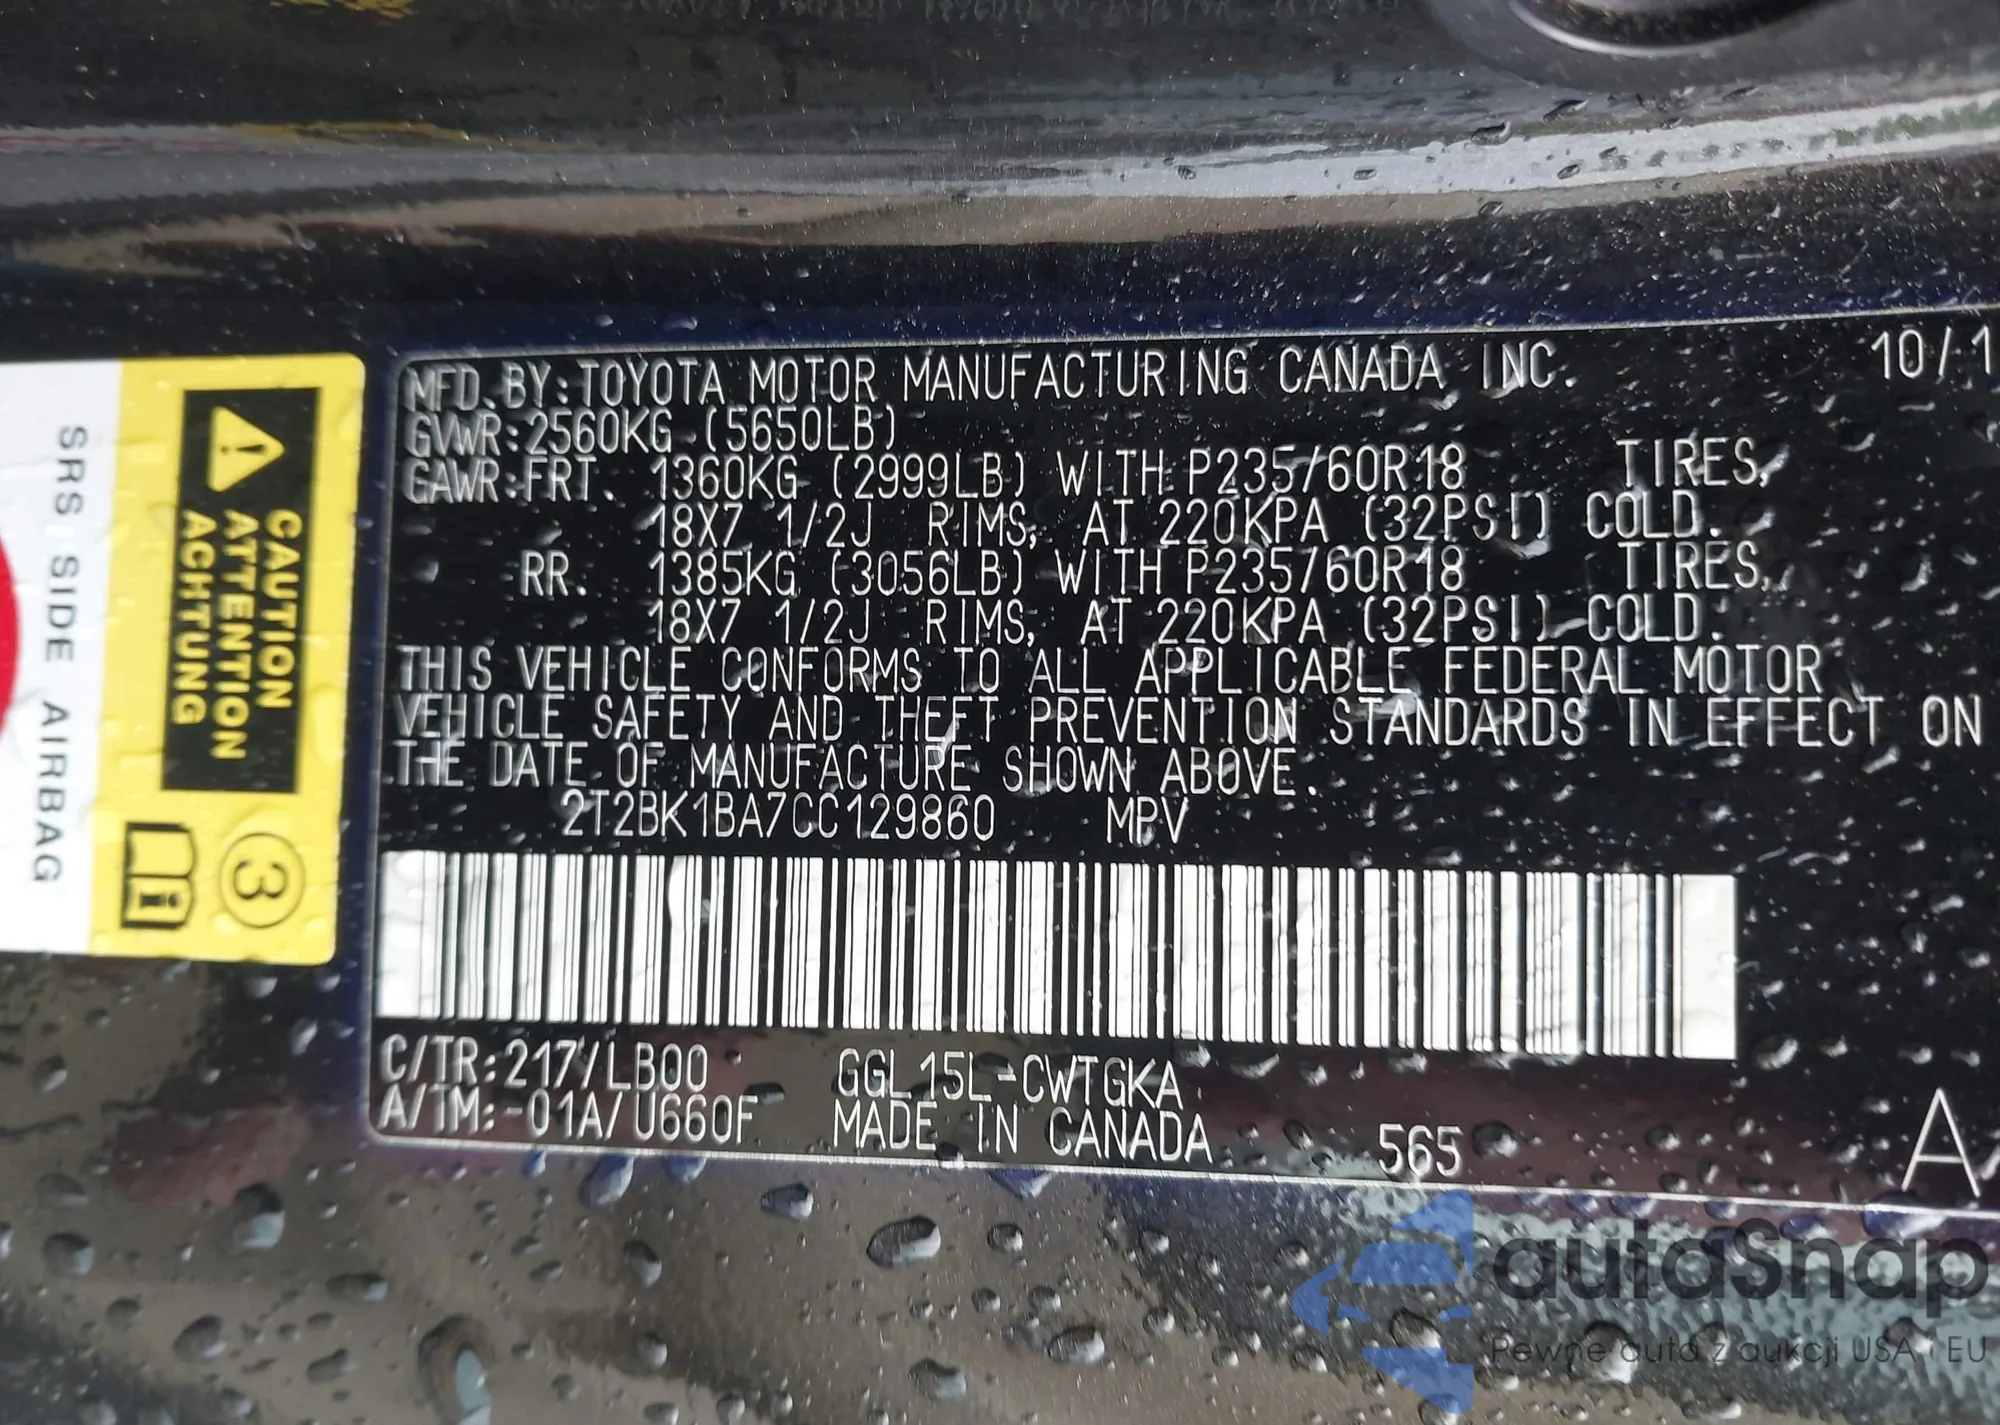 MFD. BY: TOYOTA MOTOR MANUFACTURING CANADA INC. 10/1
GVWR: 2560KG (5650LB)
GAWR: FRT. 1360KG (2999LB) WITH P235/60R18 TIRES,
18X7 1/2J RIMS, AT 220KPA (32PSI) COLD.
RR. 1385KG (3056LB) WITH P235/60R18 TIRES,
18X7 1/2J RIMS, AT 220KPA (32PSI) COLD.
THIS VEHICLE CONFORMS TO ALL APPLICABLE FEDERAL MOTOR
VEHICLE SAFETY AND THEFT PREVENTION STANDARDS IN EFFECT ON
THE DATE OF MANUFACTURE SHOWN ABOVE.
2T2BK1BA7CC129860 MPV
C/TR: 217/LB00 GGL15L-CWTGKA
A/TM: -01A/U660F MADE IN CANADA 565
A
CAUTION
ATTENTION
ACHTUNG
3
SRS SIDE AIRBAG
autoSnap
Pewne auta z aukcji USA i EU